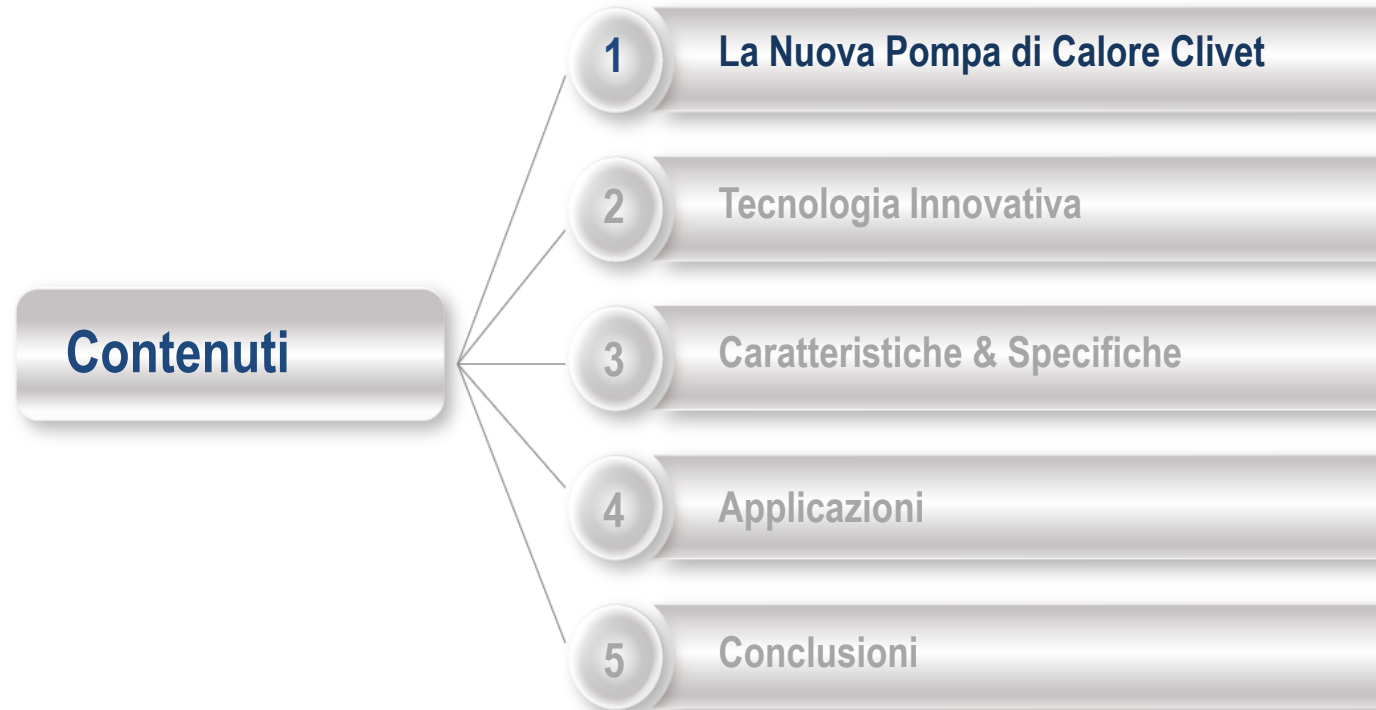 Contenuti
1
La Nuova Pompa di Calore Clivet
2
Tecnologia Innovativa
3
Caratteristiche & Specifiche
4
Applicazioni
5
Conclusioni